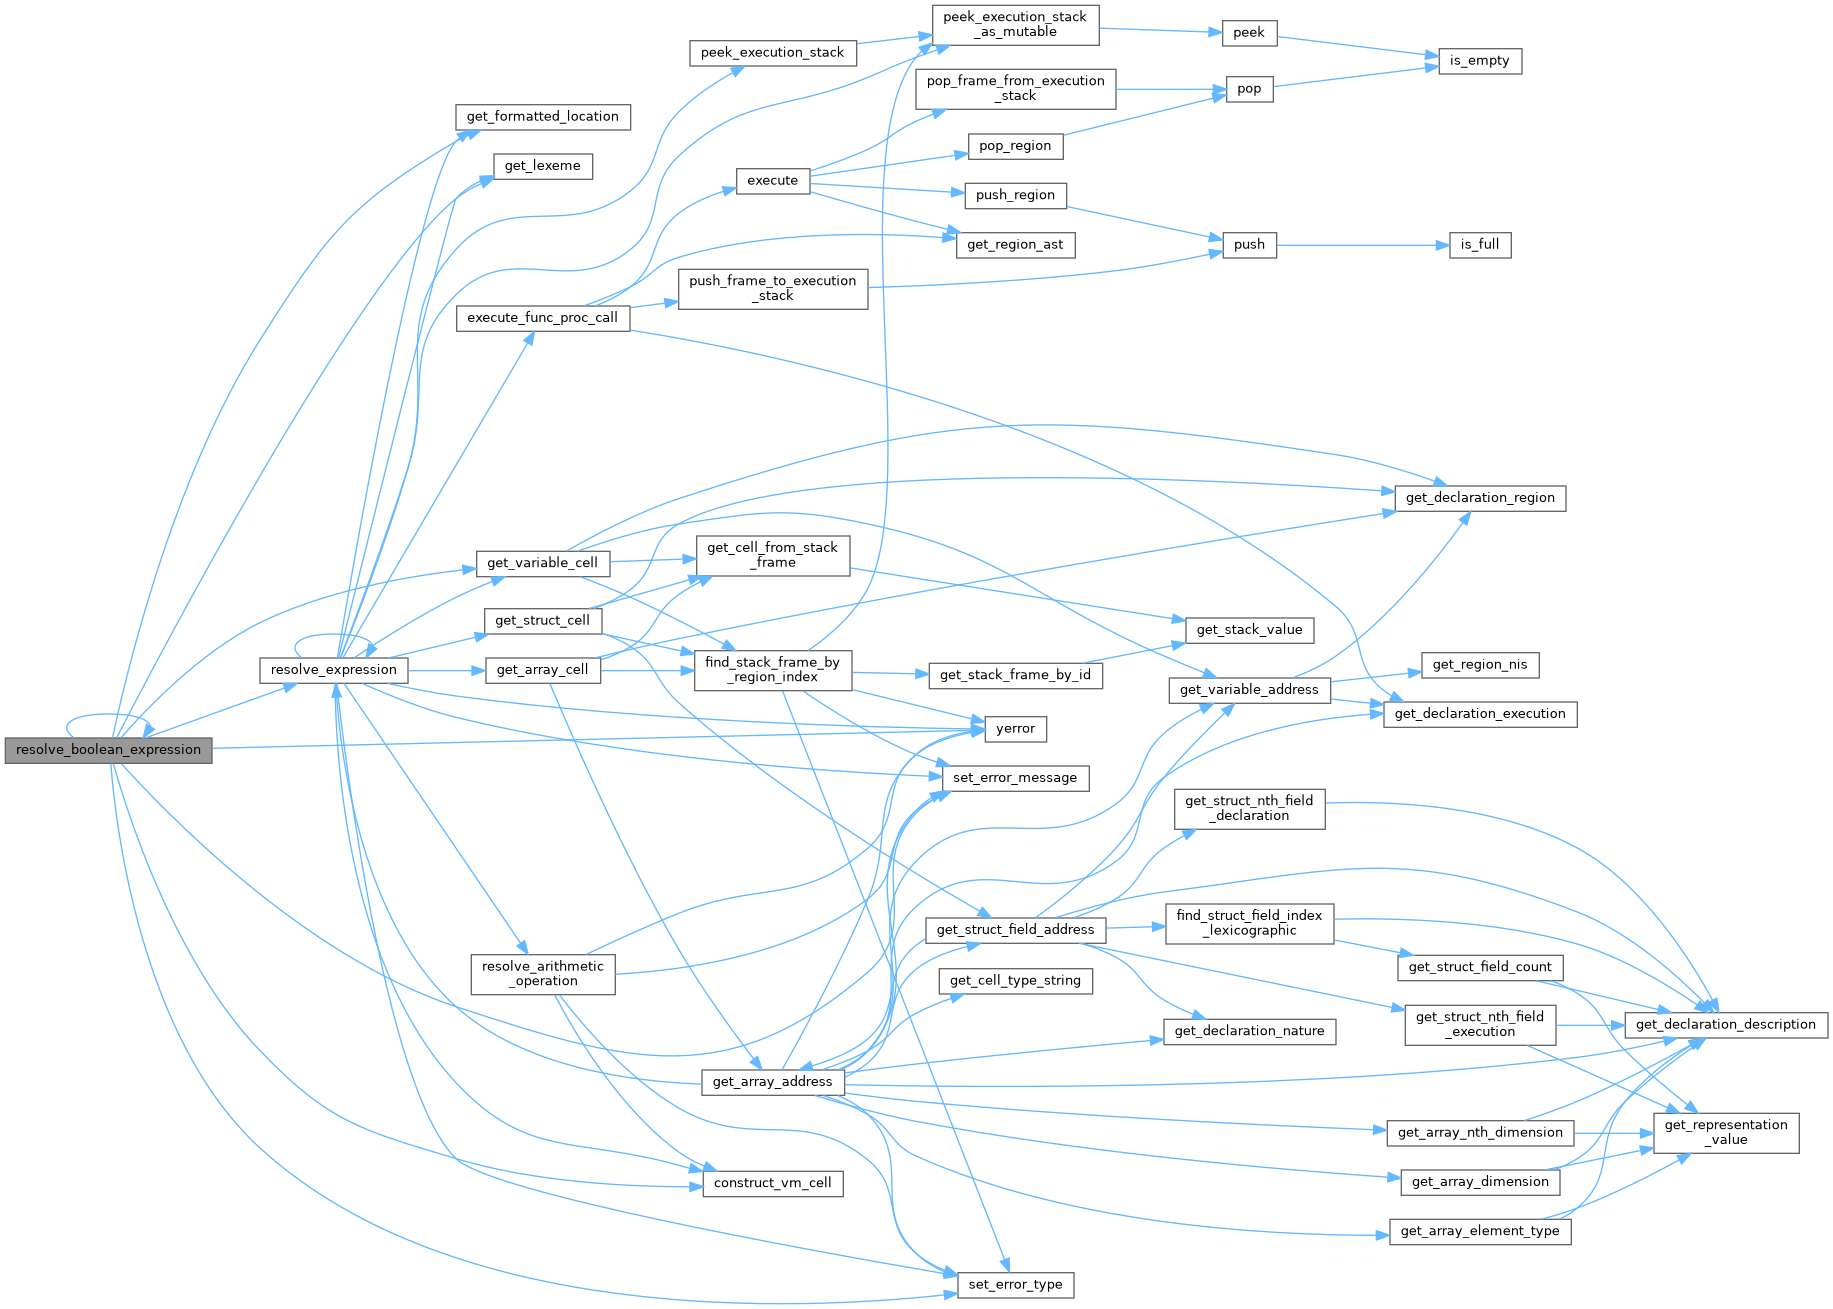 peek_execution_stack
_as_mutable
peek
peek_execution_stack
is_empty
pop_frame_from_execution
_stack
pop
get_formatted_location
pop_region
get_lexeme
execute
push_region
get_region_ast
push
is_full
push_frame_to_execution
_stack
execute_func_proc_call
get_declaration_region
get_cell_from_stack
_frame
get_variable_cell
get_struct_cell
get_stack_value
resolve_expression
get_array_cell
find_stack_frame_by
_region_index
get_stack_frame_by_id
get_region_nis
get_variable_address
get_declaration_execution
yerror
resolve_boolean_expression
set_error_message
get_struct_nth_field
_declaration
get_struct_field_address
find_struct_field_index
_lexicographic
resolve_arithmetic
_operation
get_cell_type_string
get_struct_field_count
get_declaration_nature
get_struct_nth_field
_execution
get_declaration_description
get_array_address
get_array_nth_dimension
get_representation
_value
construct_vm_cell
get_array_dimension
get_array_element_type
set_error_type